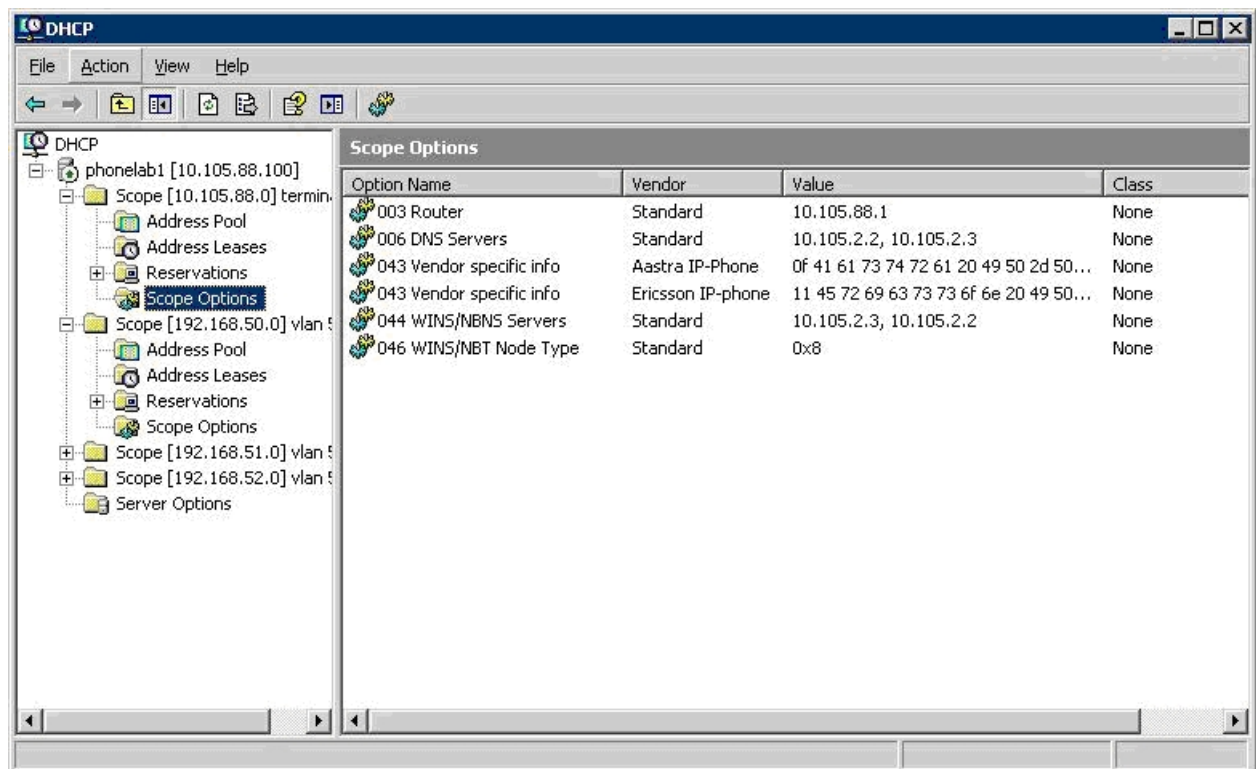 DHCP
File Action View Help
DHCP
phonelab1 [10.105.88.100]
Scope [10.105.88.0] termin
Address Pool
Address Leases
Reservations
Scope Options
Scope [192.168.50.0] vlan 5
Address Pool
Address Leases
Reservations
Scope Options
Scope [192.168.51.0] vlan 5
Scope [192.168.52.0] vlan 5
Server Options
Scope Options
Option Name Vendor Value Class
003 Router Standard 10.105.88.1 None
006 DNS Servers Standard 10.105.2.2, 10.105.2.3 None
043 Vendor specific info Aastra IP-Phone 0f 41 61 73 74 72 61 20 49 50 2d 50... None
043 Vendor specific info Ericsson IP-phone 11 45 72 69 63 73 73 6f 6e 20 49 50... None
044 WINS/NBNS Servers Standard 10.105.2.3, 10.105.2.2 None
046 WINS/NBT Node Type Standard 0x8 None